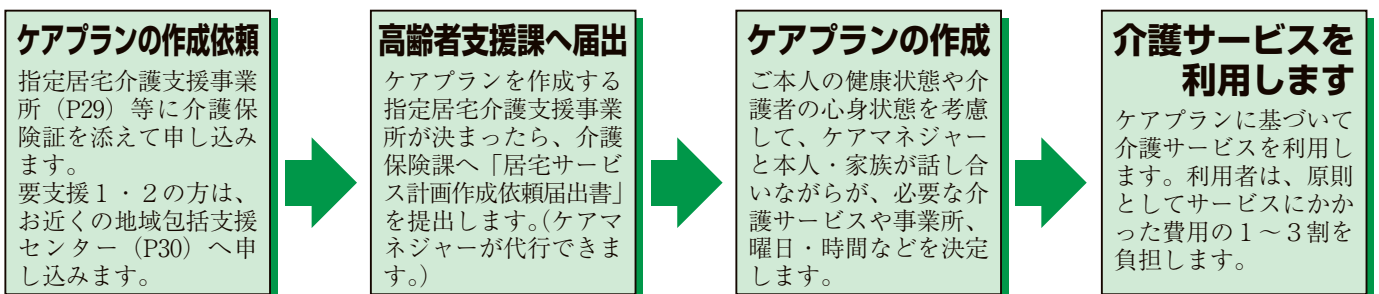 ケアプランの作成依頼
指定居宅介護支援事業
所（P29）等に介護保
険証を添えて申し込み
ます。
要支援１・２の方は、
お近くの地域包括支援
センター（P30）へ申
し込みます。
高齢者支援課へ届出
ケアプランを作成する
指定居宅介護支援事業
所が決まったら、介護
保険課へ「居宅サービ
ス計画作成依頼届出書」
を提出します。（ケアマ
ネジャーが代行できま
す。）
ケアプランの作成
ご本人の健康状態や介
護者の心身状態を考慮
して、ケアマネジャー
と本人・家族が話し合
いながらが、必要な介
護サービスや事業所、
曜日・時間などを決定
します。
介護サービスを
利用します
ケアプランに基づいて
介護サービスを利用し
ます。利用者は、原則
としてサービスにかか
った費用の１～３割を
負担します。